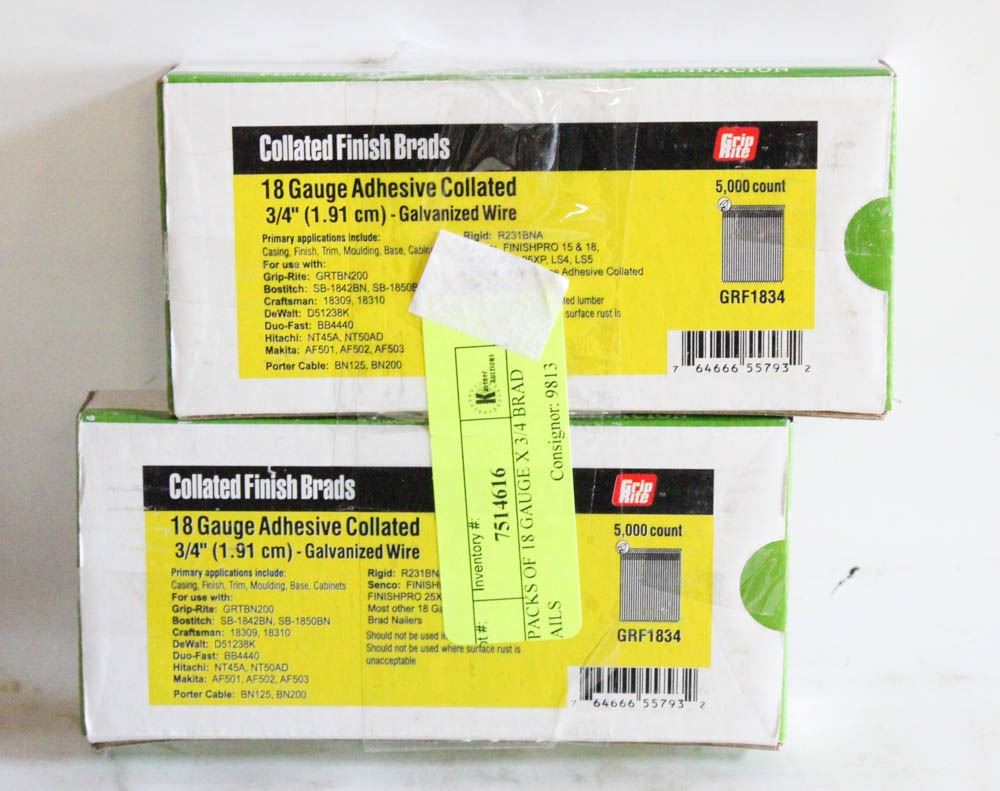 Collated Finish Brads
Grip Rite ™
18 Gauge Adhesive Collated
3/4" (1.91 cm) - Galvanized Wire
5,000 count
Primary applications include:
Casing, Finish, Trim, Moulding, Base,
For use with:
Grip-Rite: GRTBN200
Bostitch: SB-1842BN, SB-1850B
Craftsman: 18309, 18310
DeWalt: D51238K
Duo-Fast: BB4440
Hitachi: NT45A, NT50AD
Makita: AF501, AF502, AF503
Porter Cable: BN125, BN200
Rigid: R231BNA
FINISHPRO 15 & 18,
25XP, LS4, LS5
Adhesive Collated
lumber
surface rust is
GRF1834
7 64666 55793 2
Karner Auctions
Inventory #:
7514616
PACKS OF 18 GAUGE X 3/4 BRAD
AILS
Consignor: 9813
Collated Finish Brads
Grip Rite ™
18 Gauge Adhesive Collated
3/4" (1.91 cm) - Galvanized Wire
5,000 count
Primary applications include:
Casing, Finish, Trim, Moulding, Base, Cabinets
For use with:
Grip-Rite: GRTBN200
Bostitch: SB-1842BN, SB-1850BN
Craftsman: 18309, 18310
DeWalt: D51238K
Duo-Fast: BB4440
Hitachi: NT45A, NT50AD
Makita: AF501, AF502, AF503
Porter Cable: BN125, BN200
Rigid: R231BN
Senco: FINISH
FINISHPRO 25X
Most other 18 Ga
Brad Nailers
Should not be used
Should not be used where surface rust is
unacceptable
GRF1834
7 64666 55793 2